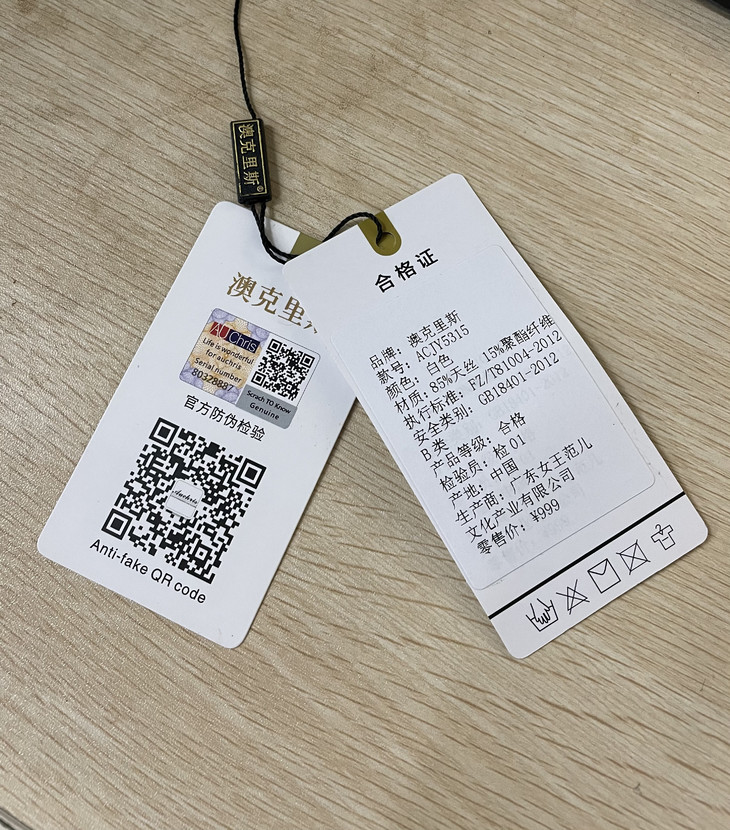 澳克里斯®
澳克里
AUChris
Life is wonderful
for auchris
Serial number
80328887
Scrach TO Know
Genuine
官方防伪检验
Auchris
Anti-fake QR code
合格证
品牌: 澳克里斯
款号: ACJY5315
颜色: 白色
材质: 85%天丝 15%聚酯纤维
执行标准: FZ/T81004-2012
安全类别: GB18401-2012
B 类
产品等级: 合格
检验员: 检 01
产地: 中国
生产商: 广东女王范儿
文化产业有限公司
零售价: ¥999